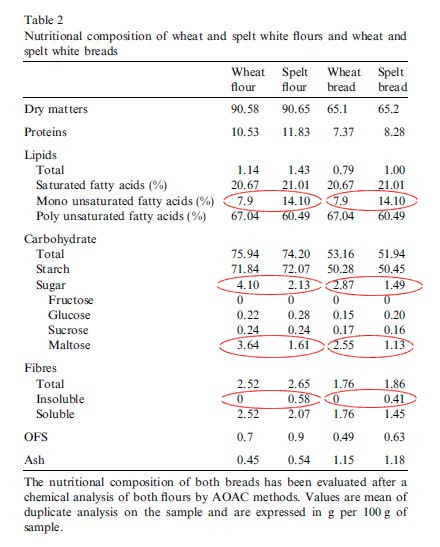 Table 2
Nutritional composition of wheat and spelt white flours and wheat and
spelt white breads
Wheat Spelt Wheat Spelt
flour flour bread bread
Dry matters 90.58 90.65 65.1 65.2
Proteins 10.53 11.83 7.37 8.28
Lipids
Total 1.14 1.43 0.79 1.00
Saturated fatty acids (%) 20.67 21.01 20.67 21.01
Mono unsaturated fatty acids (%) 7.9 14.10 7.9 14.10
Poly unsaturated fatty acids (%) 67.04 60.49 67.04 60.49
Carbohydrate
Total 75.94 74.20 53.16 51.94
Starch 71.84 72.07 50.28 50.45
Sugar 4.10 2.13 2.87 1.49
Fructose 0 0 0 0
Glucose 0.22 0.28 0.15 0.20
Sucrose 0.24 0.24 0.17 0.16
Maltose 3.64 1.61 2.55 1.13
Fibres
Total 2.52 2.65 1.76 1.86
Insoluble 0 0.58 0 0.41
Soluble 2.52 2.07 1.76 1.45
OFS 0.7 0.9 0.49 0.63
Ash 0.45 0.54 1.15 1.18
The nutritional composition of both breads has been evaluated after a
chemical analysis of both flours by AOAC methods. Values are mean of
duplicate analysis on the sample and are expressed in g per 100 g of
sample.